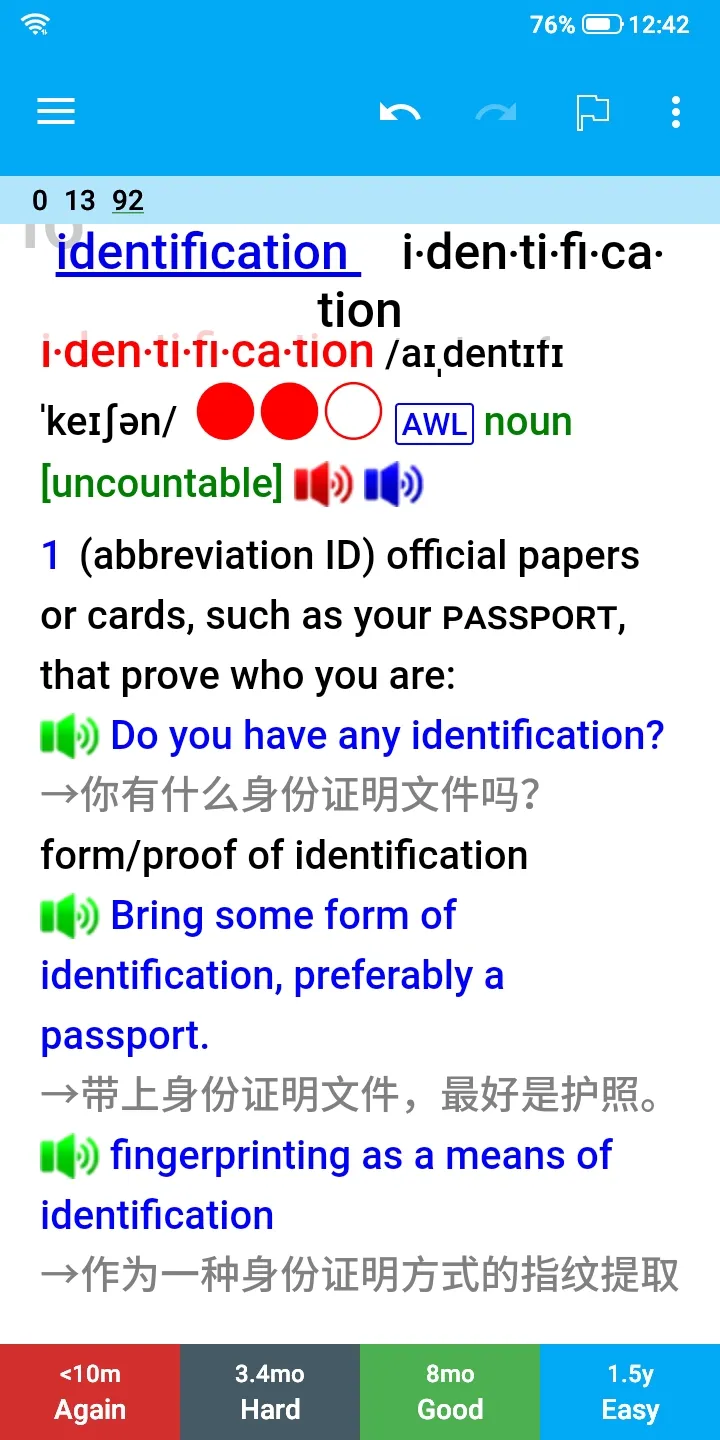 76% 12:42
0 13 92
identification i·den·ti·fi·ca·
tion
i·den·ti·fi·ca·tion /aɪˌdentɪfɪ
ˈkeɪʃən/ AWL noun
[uncountable]
1 (abbreviation ID) official papers
or cards, such as your PASSPORT,
that prove who you are:
Do you have any identification?
→你有什么身份证明文件吗?
form/proof of identification
Bring some form of
identification, preferably a
passport.
→带上身份证明文件，最好是护照。
fingerprinting as a means of
identification
→作为一种身份证明方式的指纹提取
<10m 3.4mo 8mo 1.5y
Again Hard Good Easy